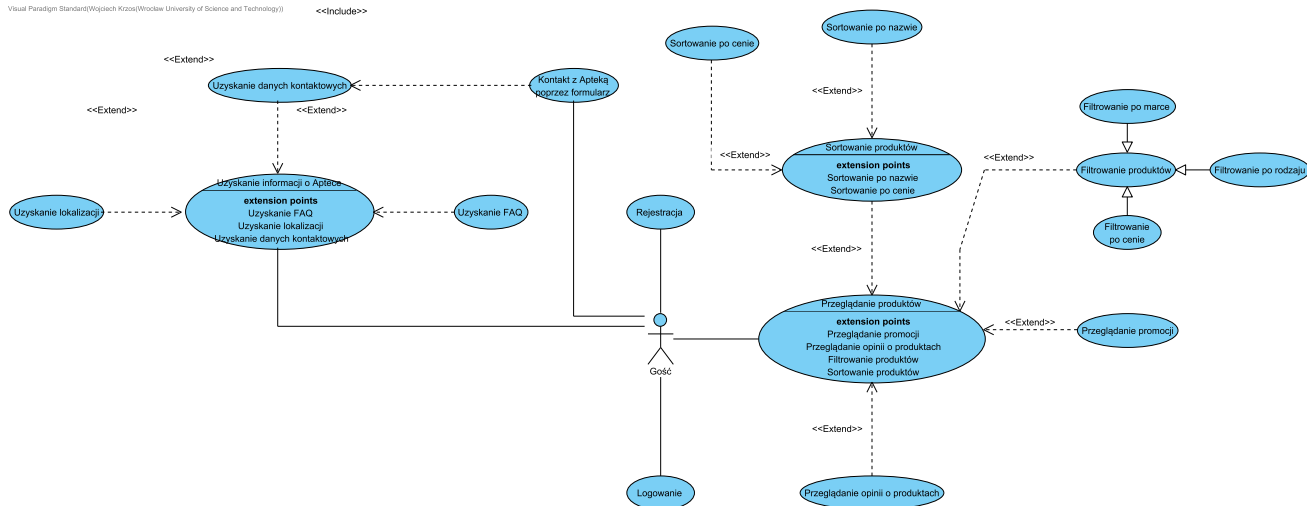 Visual Paradigm Standard(Wojciech Krzos(Wrocław University of Science and Technology))
<<Include>>
Sortowanie po nazwie
Sortowanie po cenie
<<Extend>>
Uzyskanie danych kontaktowych
Kontakt z Apteką
poprzez formularz
<<Extend>>
<<Extend>>
<<Extend>>
Filtrowanie po marce
Sortowanie produktów
extension points
Sortowanie po nazwie
Sortowanie po cenie
<<Extend>>
<<Extend>>
Filtrowanie produktów
Filtrowanie po rodzaju
Filtrowanie
po cenie
Uzyskanie informacji o Aptece
extension points
Uzyskanie FAQ
Uzyskanie lokalizacji
Uzyskanie danych kontaktowych
Uzyskanie lokalizacji
Uzyskanie FAQ
Rejestracja
<<Extend>>
Przeglądanie produktów
extension points
Przeglądanie promocji
Przeglądanie opinii o produktach
Filtrowanie produktów
Sortowanie produktów
<<Extend>>
Przeglądanie promocji
Gość
<<Extend>>
Logowanie
Przeglądanie opinii o produktach